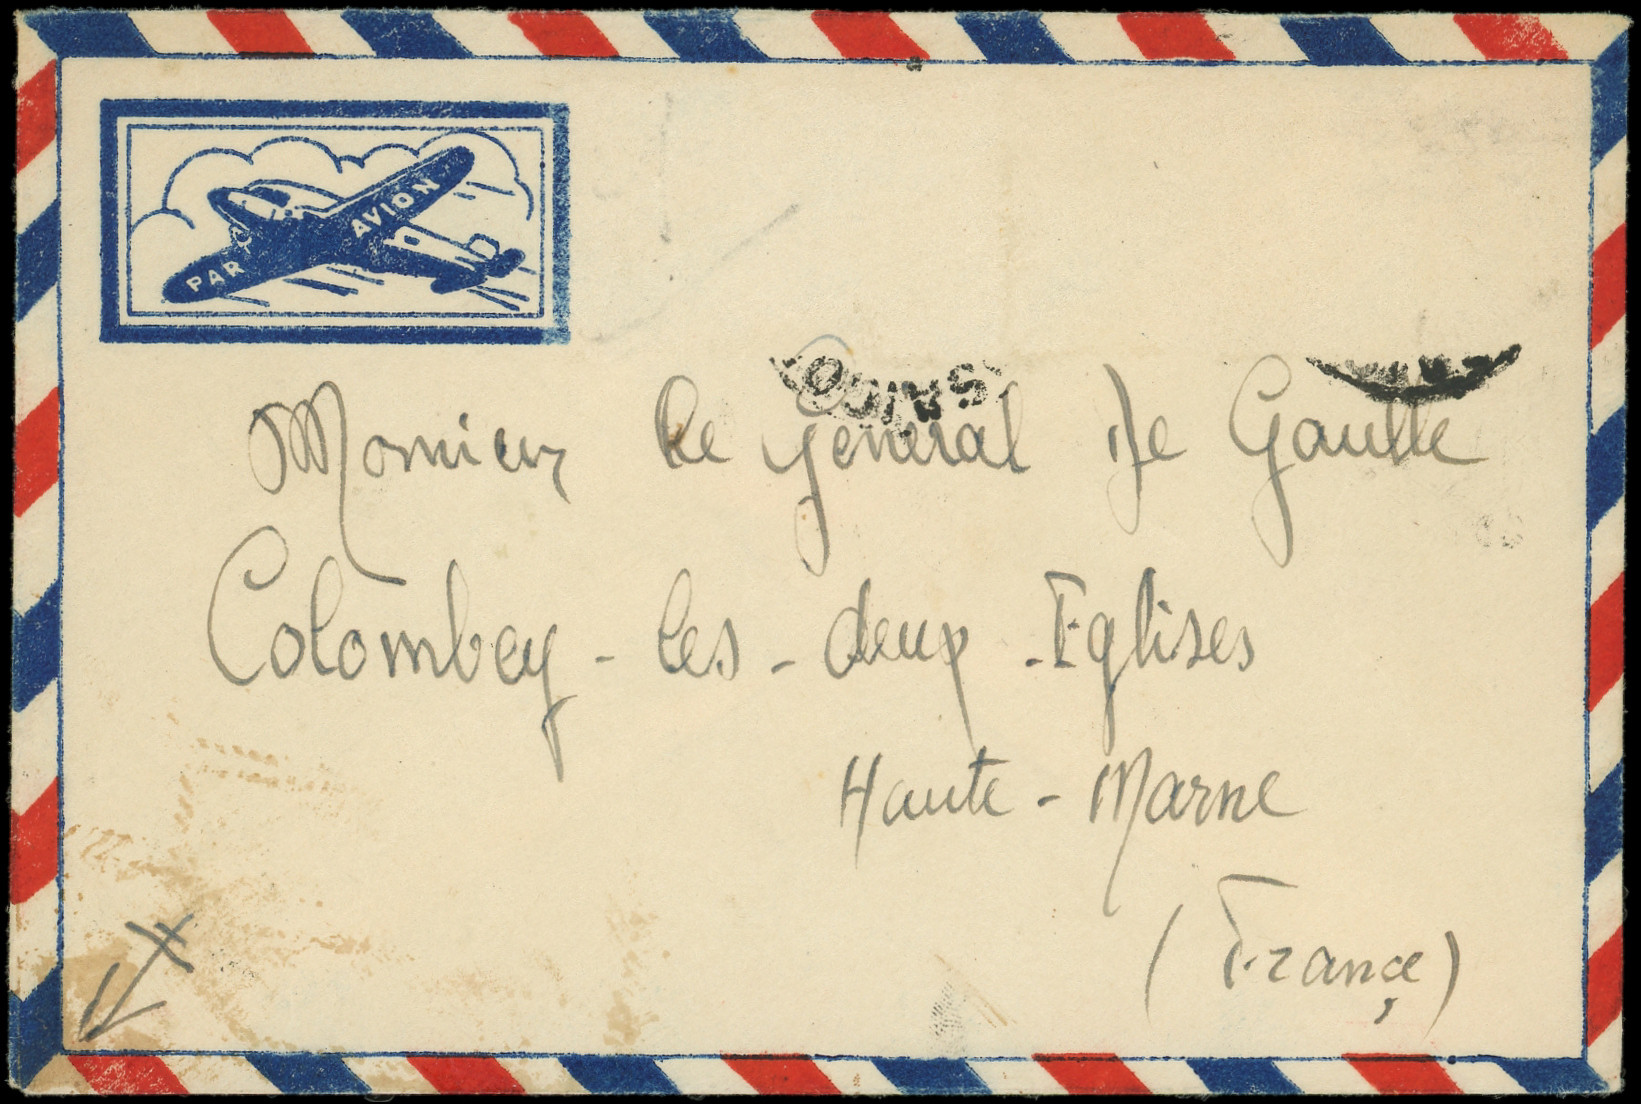 PAR AVION
Monsieur le général De Gaulle
Colombey - les - deux - Eglises
Haute - Marne
(France)